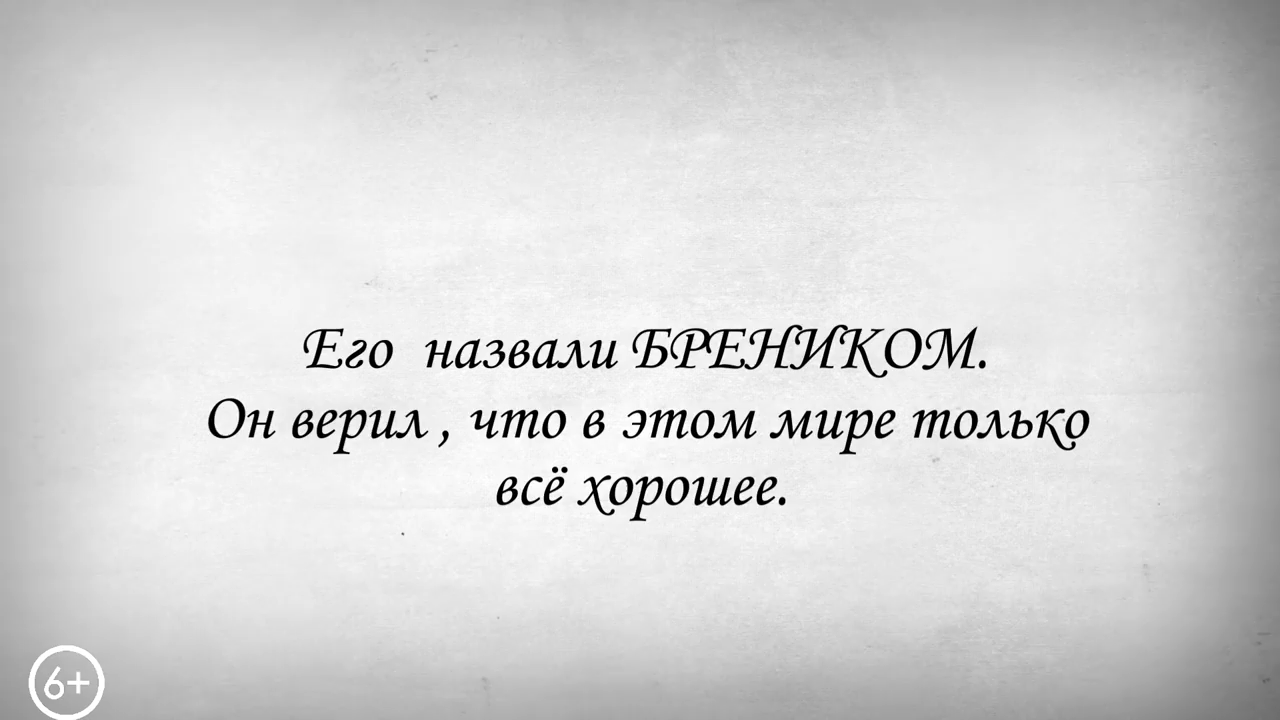 Его  назвали БРЕНИКОМ.
Он верил , что в этом мире только
всё хорошее.
6+